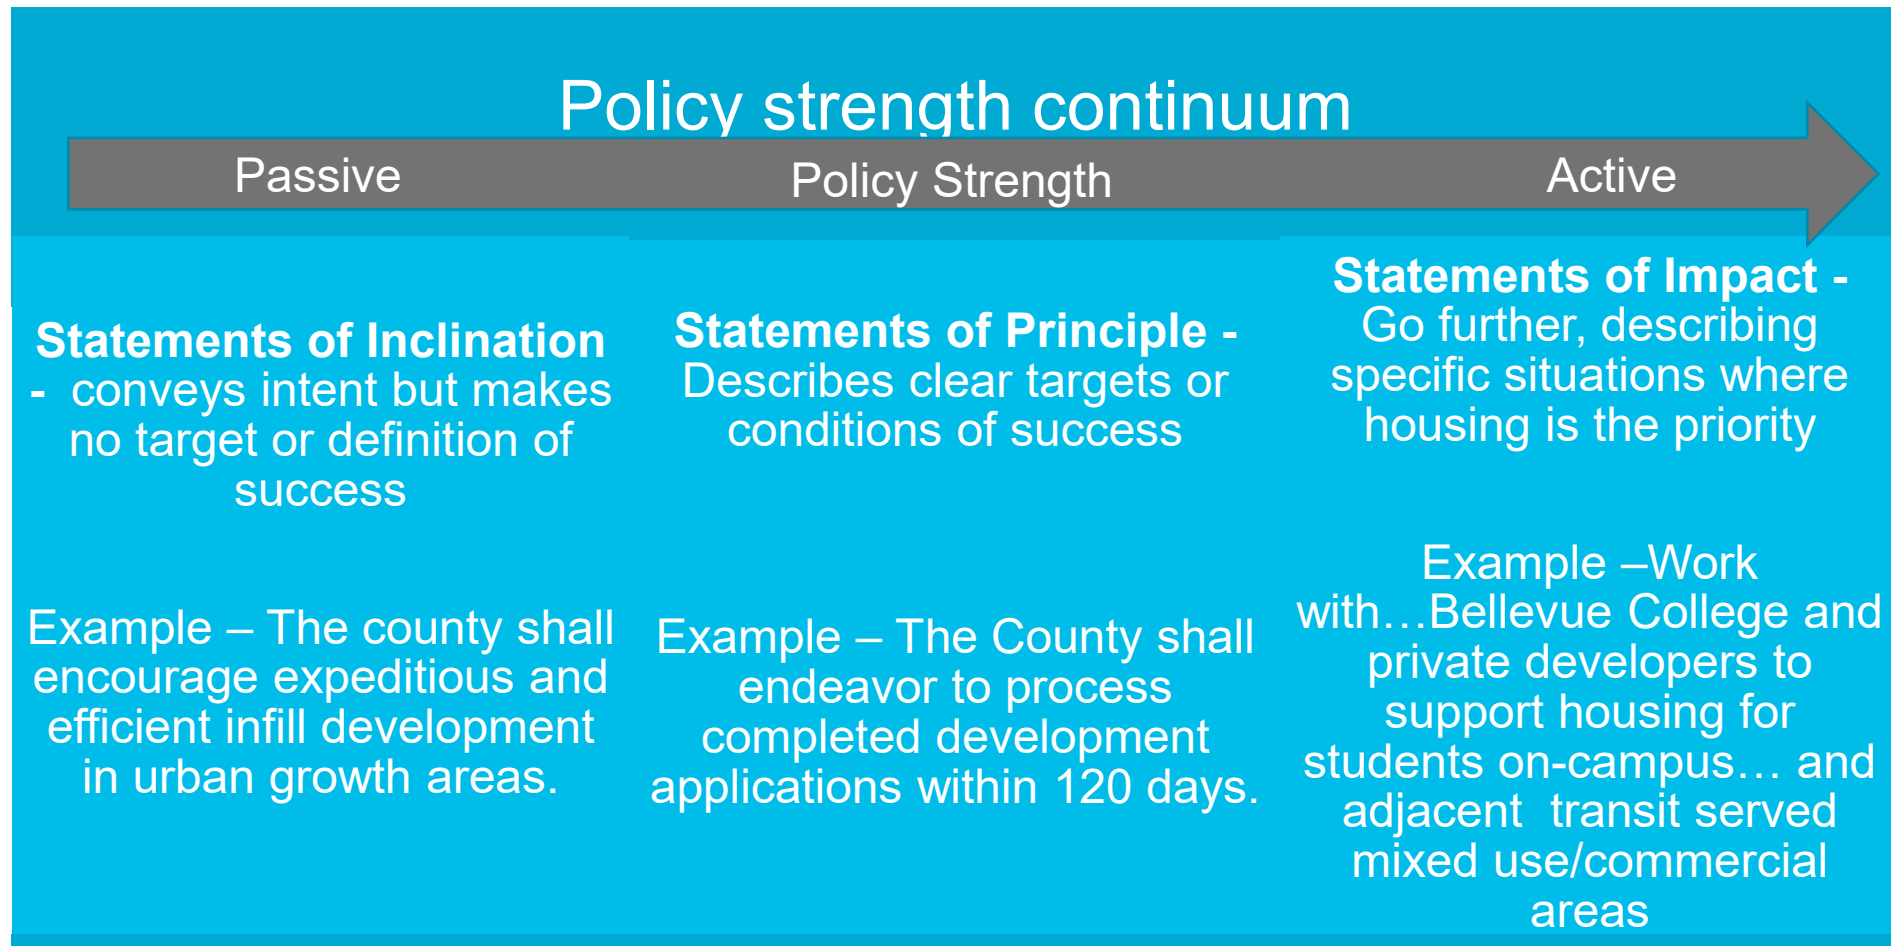 Policy strength continuum
Passive
Policy Strength
Active
Statements of Inclination
-  conveys intent but makes
no target or definition of
success
Example – The county shall
encourage expeditious and
efficient infill development
in urban growth areas.
Statements of Principle -
Describes clear targets or
conditions of success
Example – The County shall
endeavor to process
completed development
applications within 120 days.
Statements of Impact -
Go further, describing
specific situations where
housing is the priority
Example –Work
with…Bellevue College and
private developers to
support housing for
students on-campus… and
adjacent  transit served
mixed use/commercial
areas